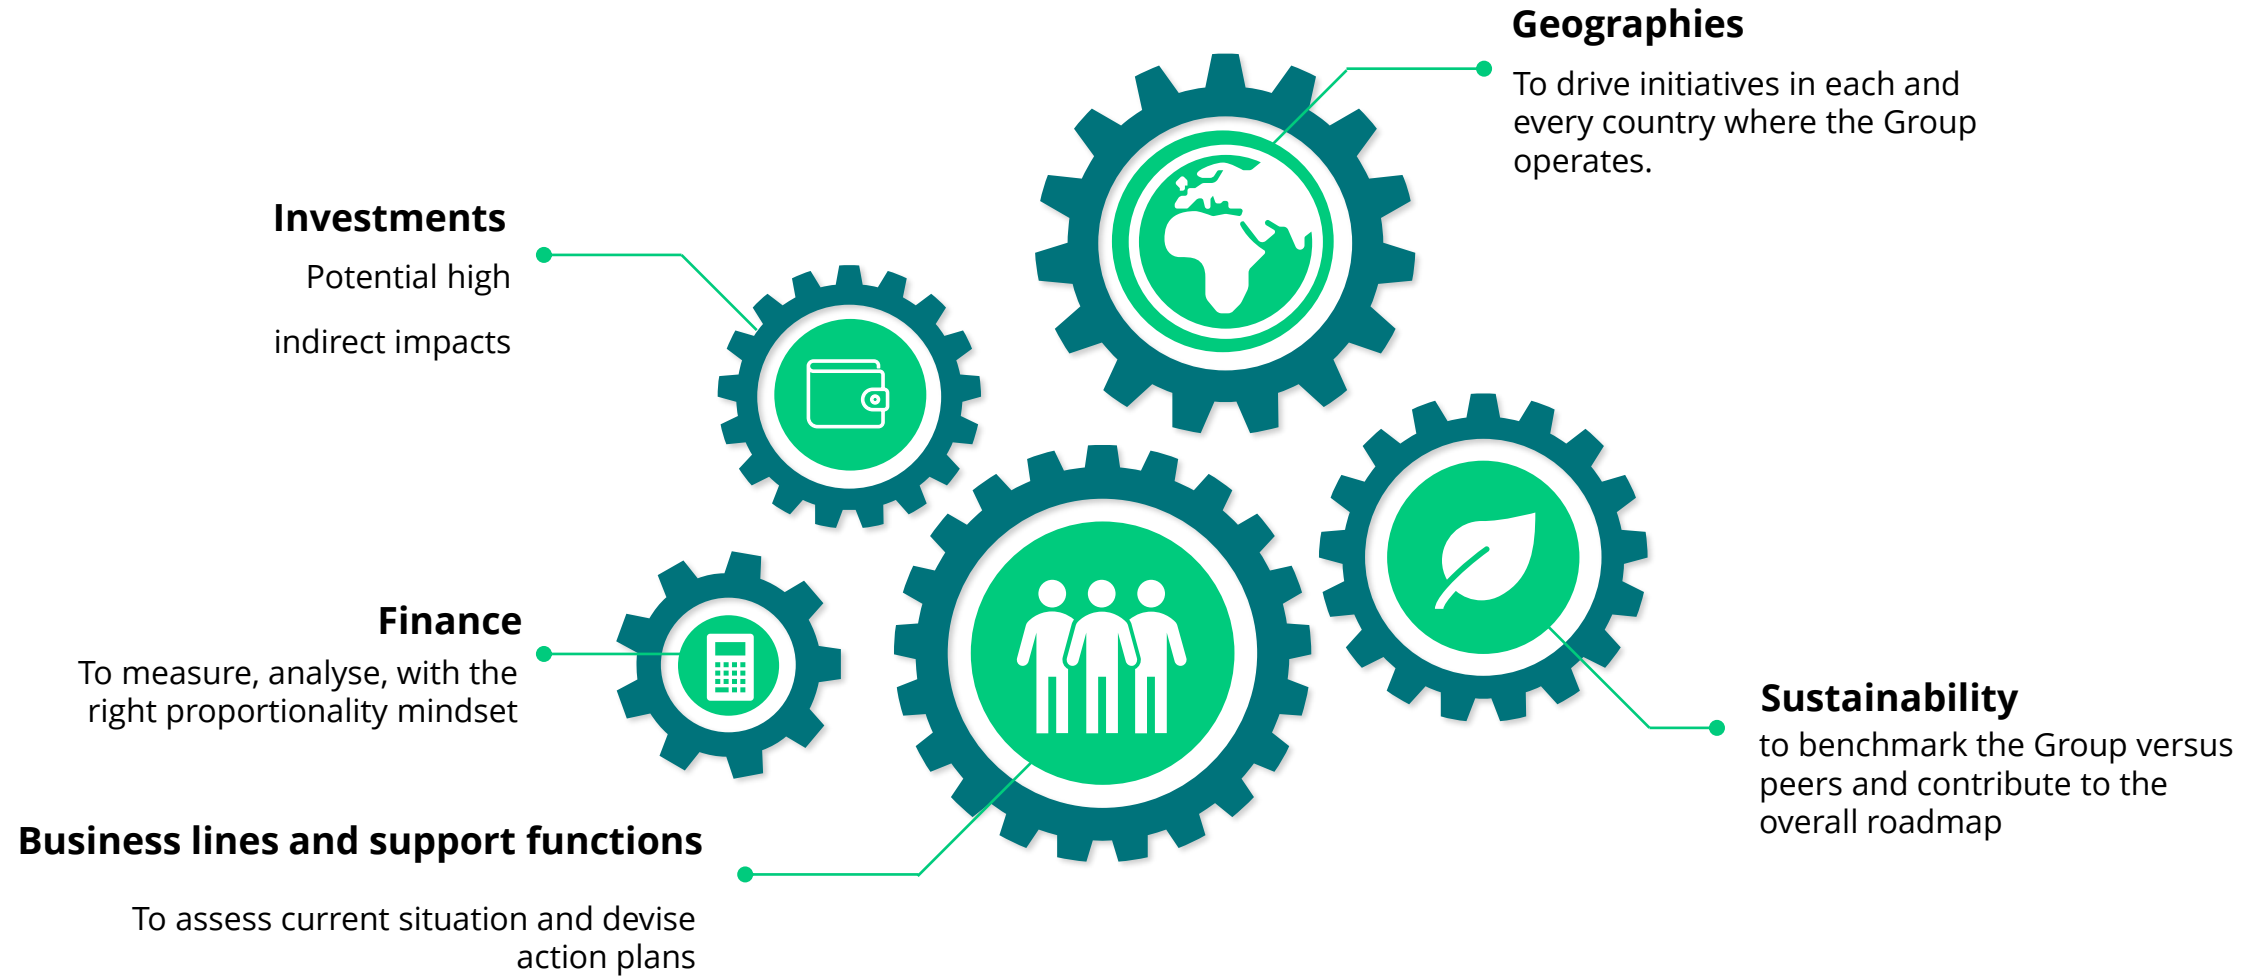 Geographies
To drive initiatives in each and
every country where the Group
operates.
Investments
Potential high
indirect impacts
Finance
To measure, analyse, with the
right proportionality mindset
Sustainability
to benchmark the Group versus
peers and contribute to the
overall roadmap
Business lines and support functions
To assess current situation and devise
action plans